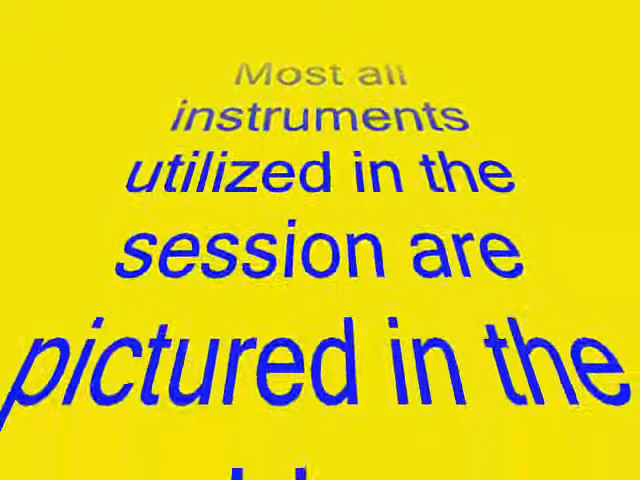 Most all
instruments
utilized in the
session are
pictured in the